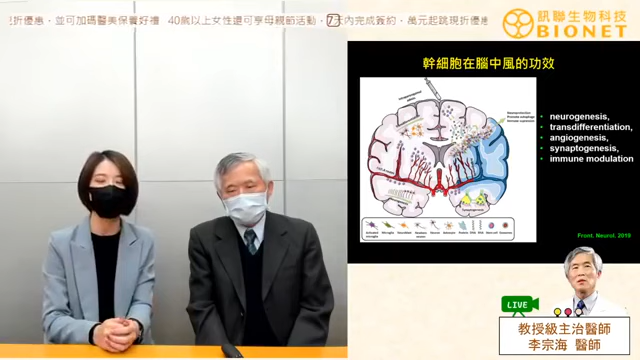 折優惠，並可加碼醫美保養好禮 40歲以上女性還可享母親節活動，7天內完成簽約，萬元起跳現折優惠
訊聯生物科技
BIONET
幹細胞在腦中風的功效
neurogenesis,
transdifferentiation,
angiogenesis,
synaptogenesis,
immune modulation
Front. Neurol. 2019
LIVE
教授級主治醫師
李宗海 醫師